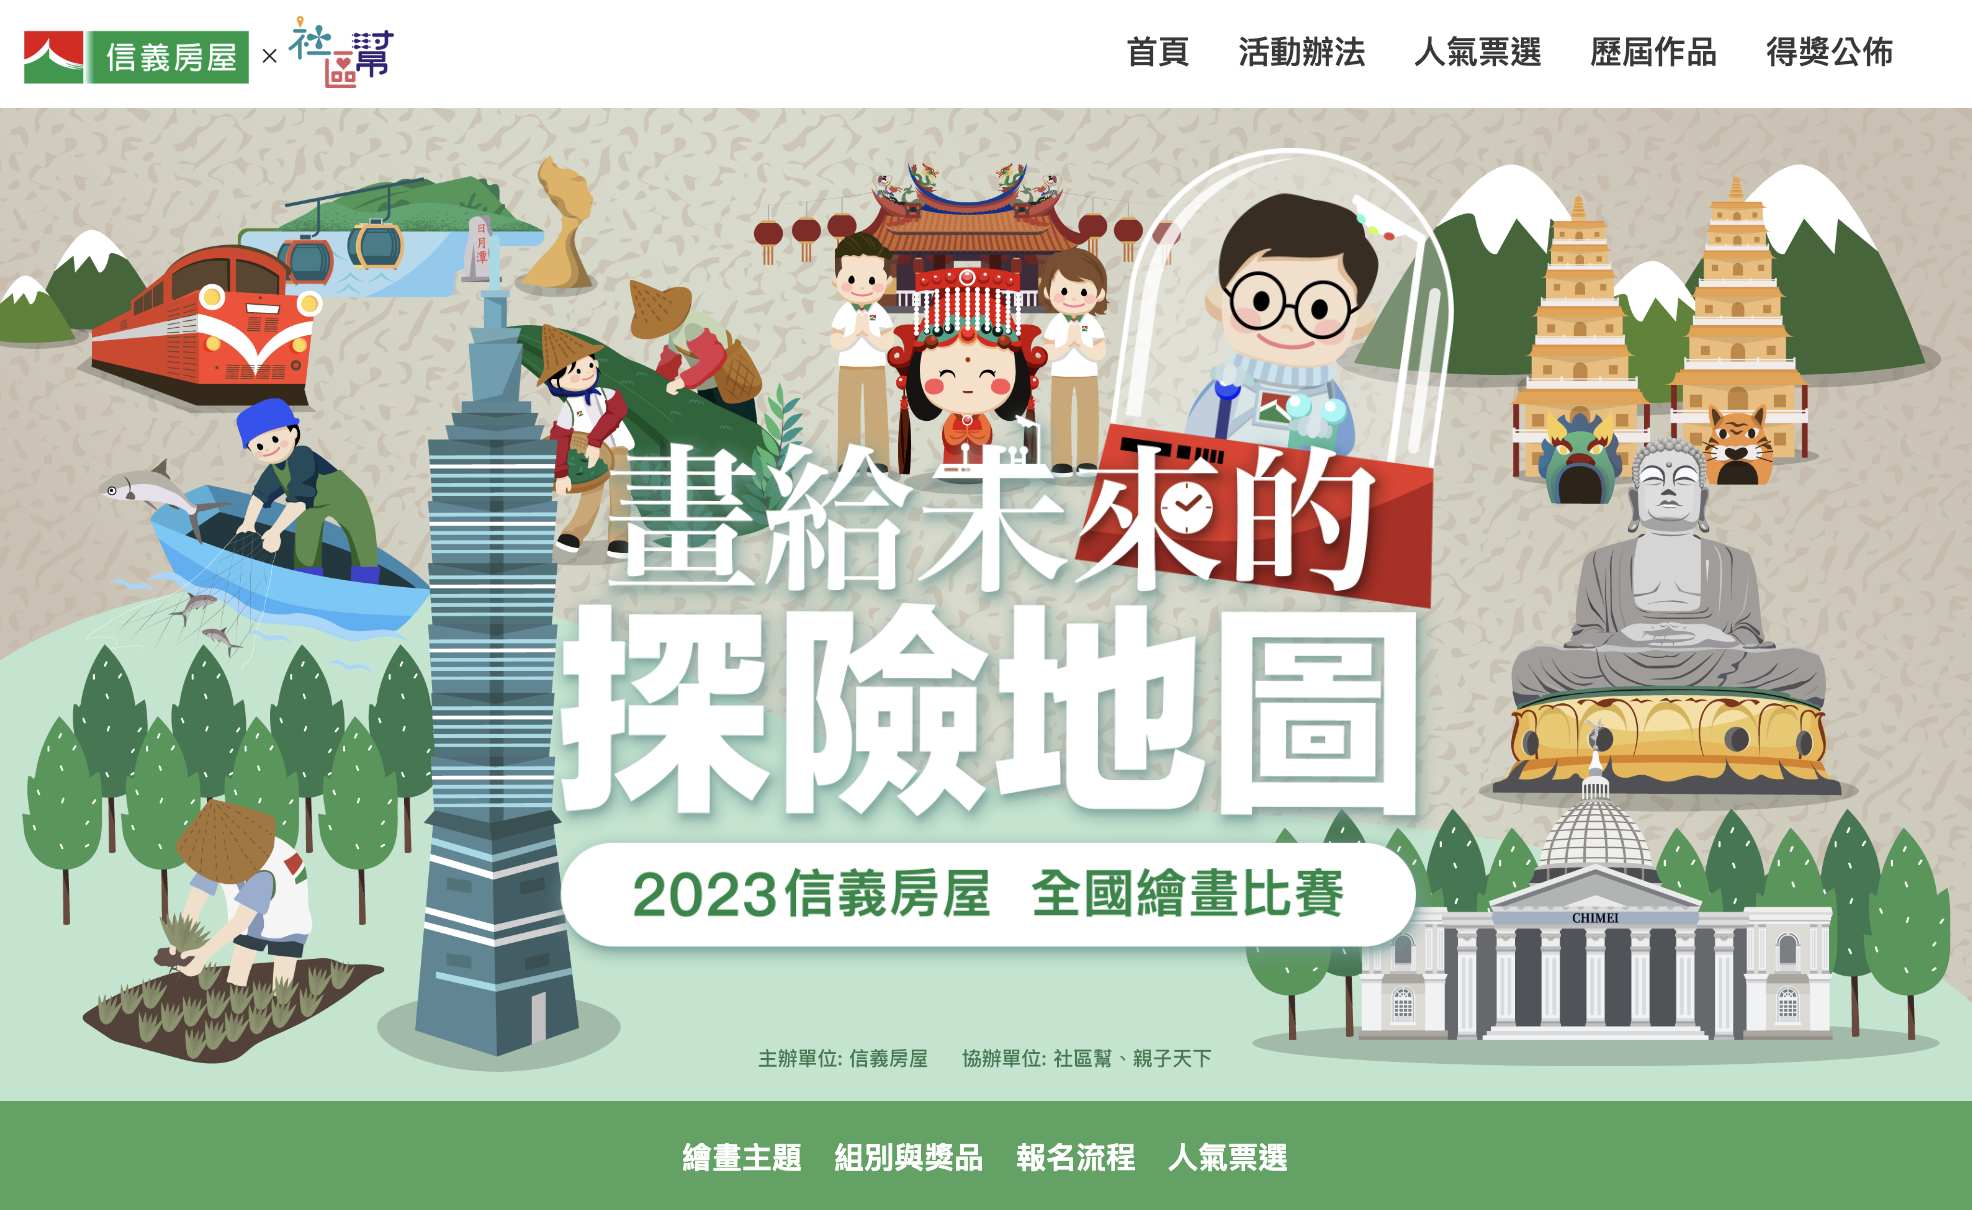 信義房屋 × 社區幫
首頁 活動辦法 人氣票選 歷屆作品 得獎公佈
日月潭
畫給未來的
探險地圖
2023信義房屋 全國繪畫比賽
CHIMEI
主辦單位: 信義房屋 協辦單位: 社區幫、親子天下
繪畫主題 組別與獎品 報名流程 人氣票選